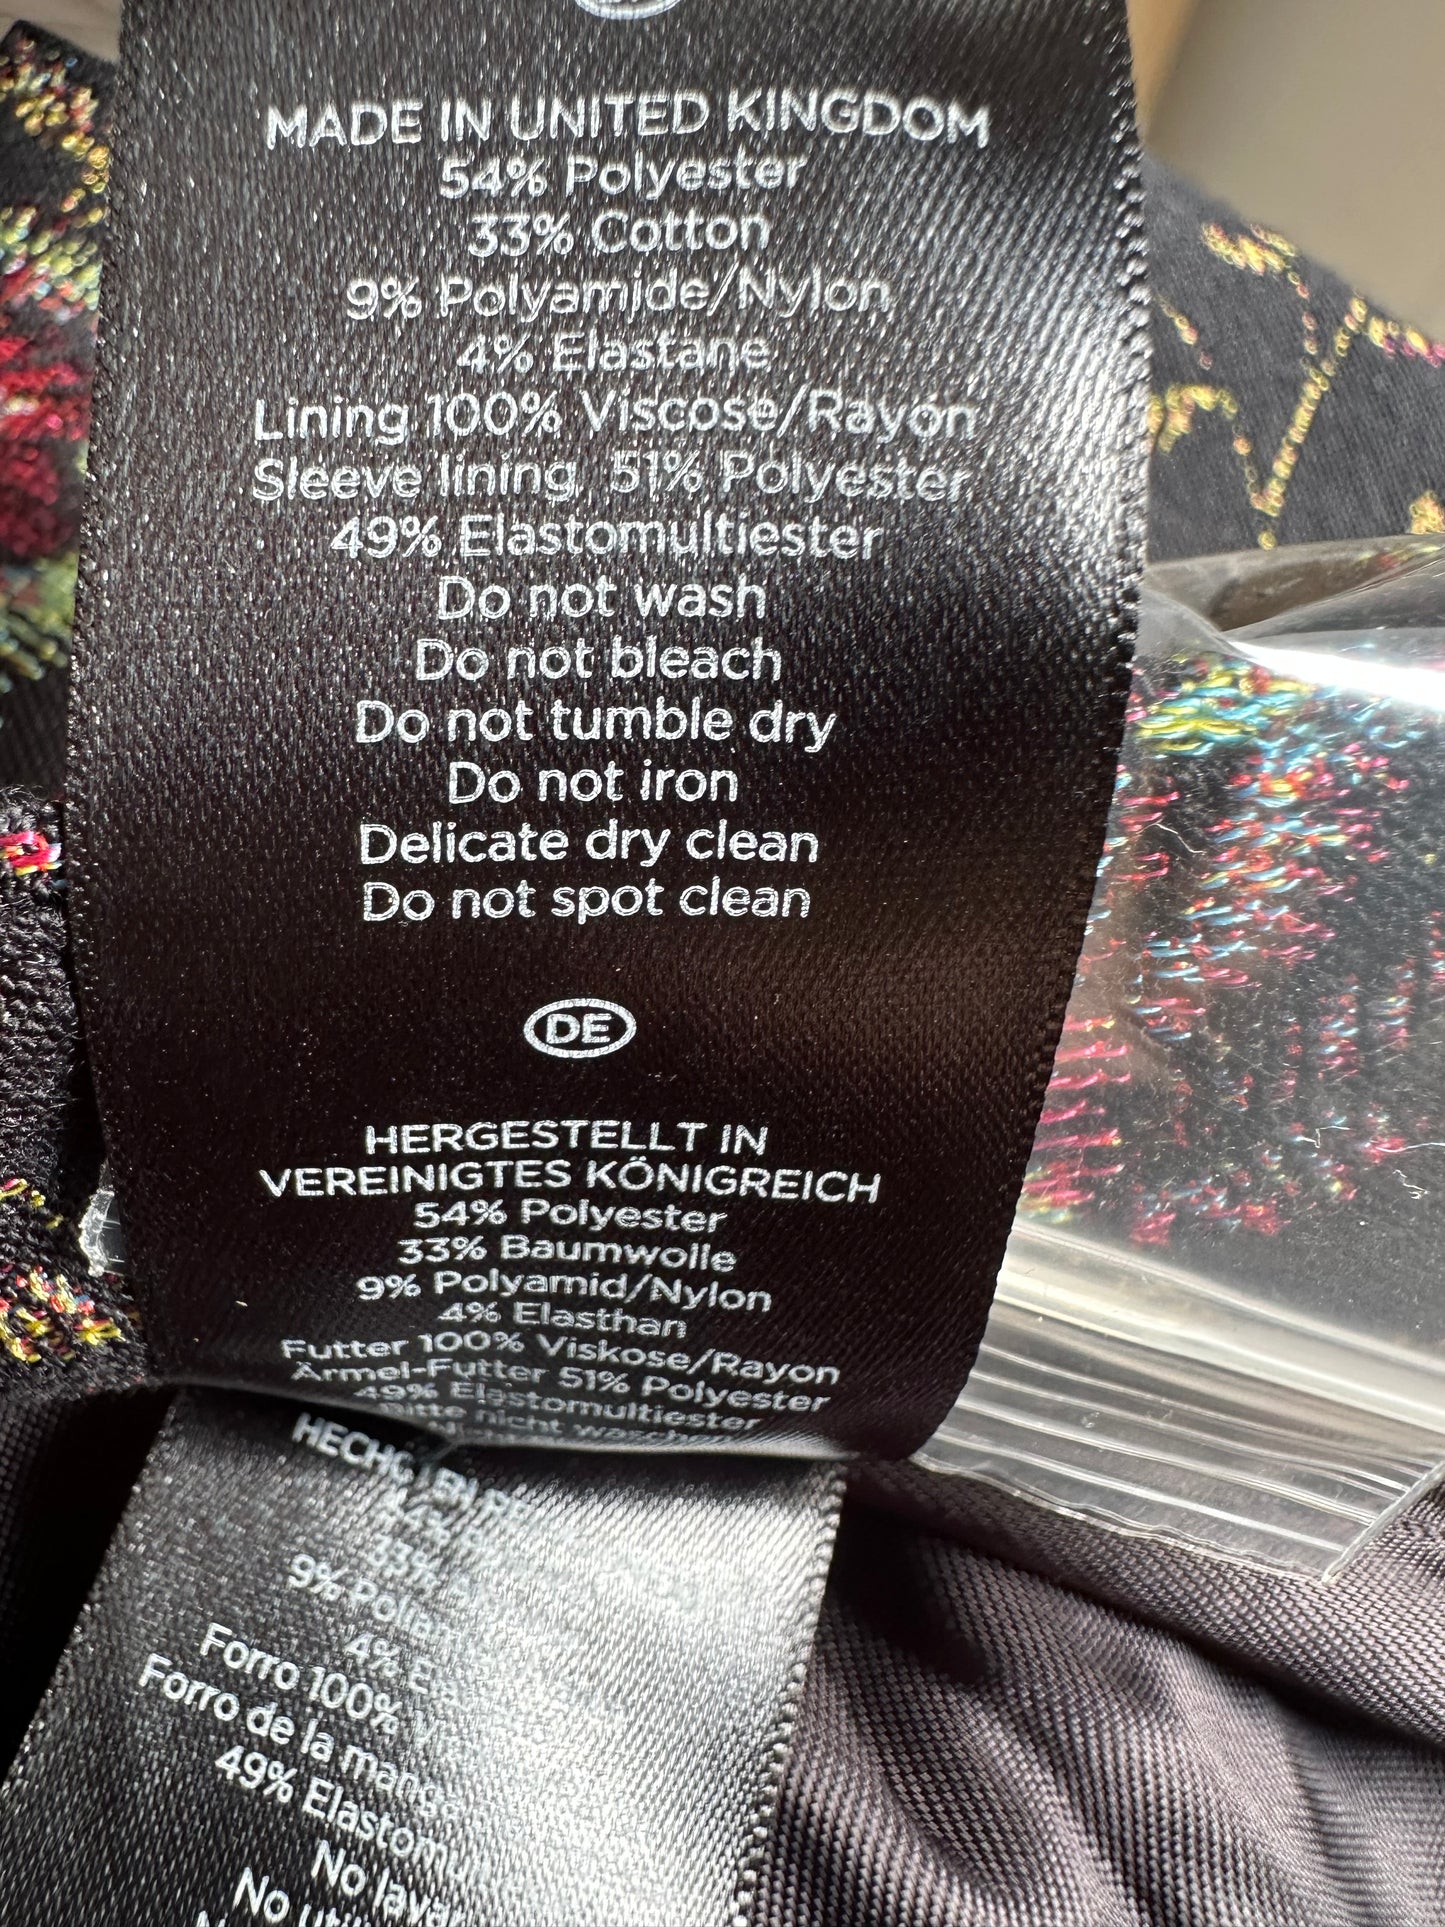 MADE IN UNITED KINGDOM
54% Polyester
33% Cotton
9% Polyamide/Nylon
4% Elastane
Lining 100% Viscose/Rayon
Sleeve lining 51% Polyester
49% Elastomultiester
Do not wash
Do not bleach
Do not tumble dry
Do not iron
Delicate dry clean
Do not spot clean
DE
HERGESTELLT IN
VEREINIGTES KÖNIGREICH
54% Polyester
33% Baumwolle
9% Polyamid/Nylon
4% Elasthan
Futter 100% Viskose/Rayon
Ärmel-Futter 51% Polyester
49% Elastomultiester
Bitte nicht
33%
9%
4%
Forro 100%
Forro de la
49%
No
No